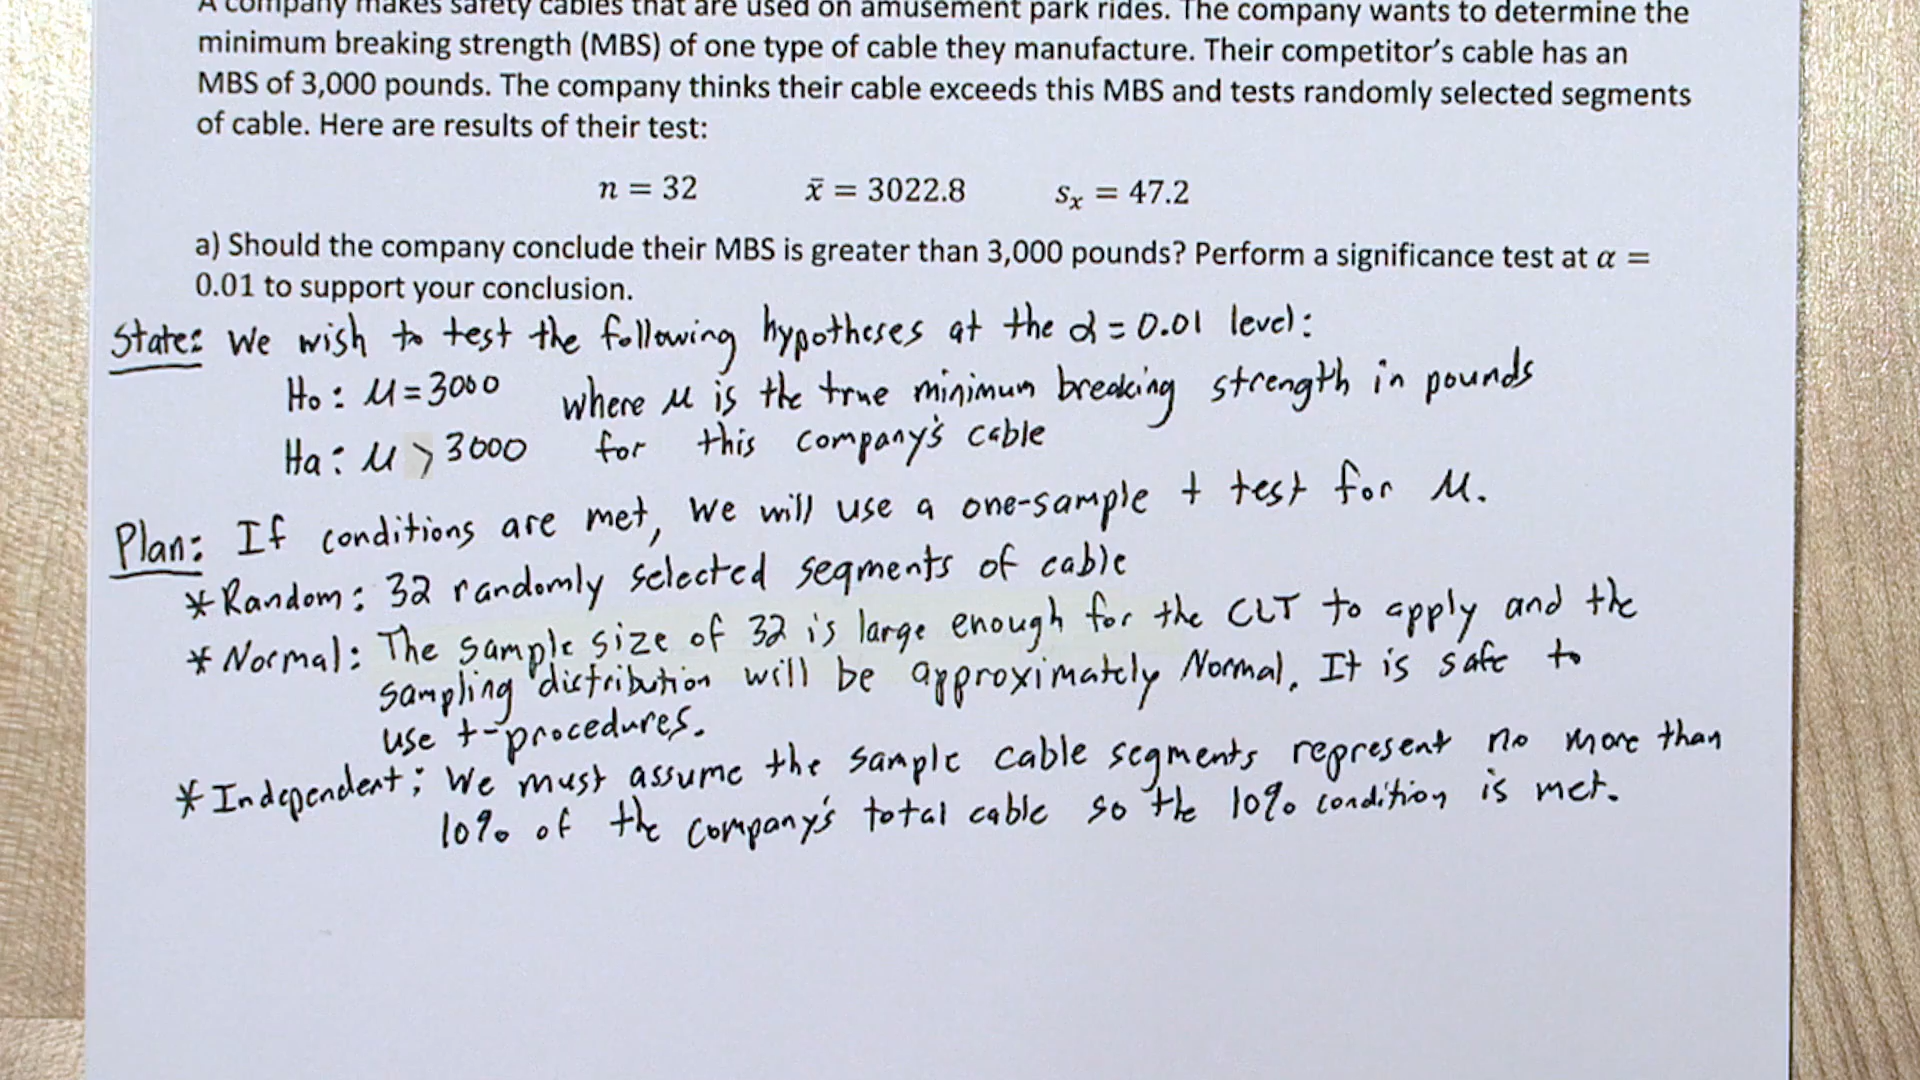 A company makes safety cables that are used on amusement park rides. The company wants to determine the
minimum breaking strength (MBS) of one type of cable they manufacture. Their competitor's cable has an
MBS of 3,000 pounds. The company thinks their cable exceeds this MBS and tests randomly selected segments
of cable. Here are results of their test:
n = 32 x̄ = 3022.8 sₓ = 47.2
a) Should the company conclude their MBS is greater than 3,000 pounds? Perform a significance test at α =
0.01 to support your conclusion.
State: We wish to test the following hypotheses at the α = 0.01 level:
Ho: μ = 3000 where μ is the true minimum breaking strength in pounds
Ha: μ > 3000 for this company's cable
Plan: If conditions are met, we will use a one-sample t test for μ.
* Random: 32 randomly selected segments of cable
* Normal: The sample size of 32 is large enough for the CLT to apply and the
sampling distribution will be approximately Normal. It is safe to
use t-procedures.
* Independent: We must assume the sample cable segments represent no more than
10% of the company's total cable so the 10% condition is met.